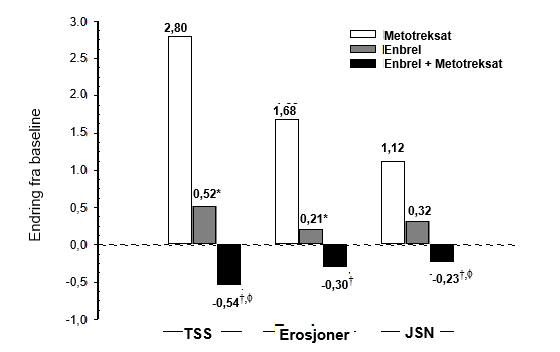 3.0
2.5
2.0
1.5
1.0
0.5
0,0
-0,5
-1,0
Endring fra baseline
Metotreksat
Enbrel
Enbrel + Metotreksat
2,80
0,52*
-0,54†,ϕ
1,68
0,21*
-0,30†
1,12
0,32
-0,23†,ϕ
TSS
Erosjoner
JSN